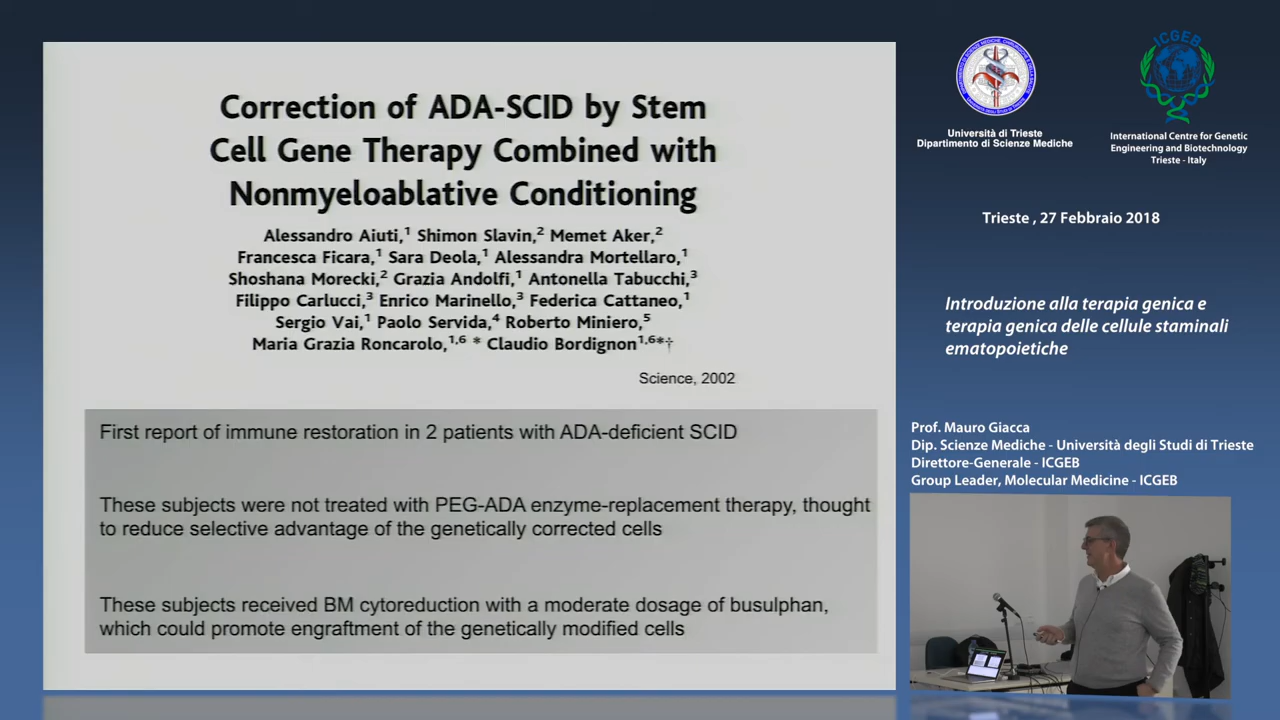 Correction of ADA-SCID by Stem
Cell Gene Therapy Combined with
Nonmyeloablative Conditioning
Alessandro Aiuti,1 Shimon Slavin,2 Memet Aker,2
Francesca Ficara,1 Sara Deola,1 Alessandra Mortellaro,1
Shoshana Morecki,2 Grazia Andolfi,1 Antonella Tabucchi,3
Filippo Carlucci,3 Enrico Marinello,3 Federica Cattaneo,1
Sergio Vai,1 Paolo Servida,4 Roberto Miniero,5
Maria Grazia Roncarolo,1,6 * Claudio Bordignon1,6*†
Science, 2002
First report of immune restoration in 2 patients with ADA-deficient SCID
These subjects were not treated with PEG-ADA enzyme-replacement therapy, thought
to reduce selective advantage of the genetically corrected cells
These subjects received BM cytoreduction with a moderate dosage of busulphan,
which could promote engraftment of the genetically modified cells
Università di Trieste
Dipartimento di Scienze Mediche
ICGEB
International Centre for Genetic
Engineering and Biotechnology
Trieste - Italy
Trieste , 27 Febbraio 2018
Introduzione alla terapia genica e
terapia genica delle cellule staminali
ematopoietiche
Prof. Mauro Giacca
Dip. Scienze Mediche - Università degli Studi di Trieste
Direttore-Generale - ICGEB
Group Leader, Molecular Medicine - ICGEB